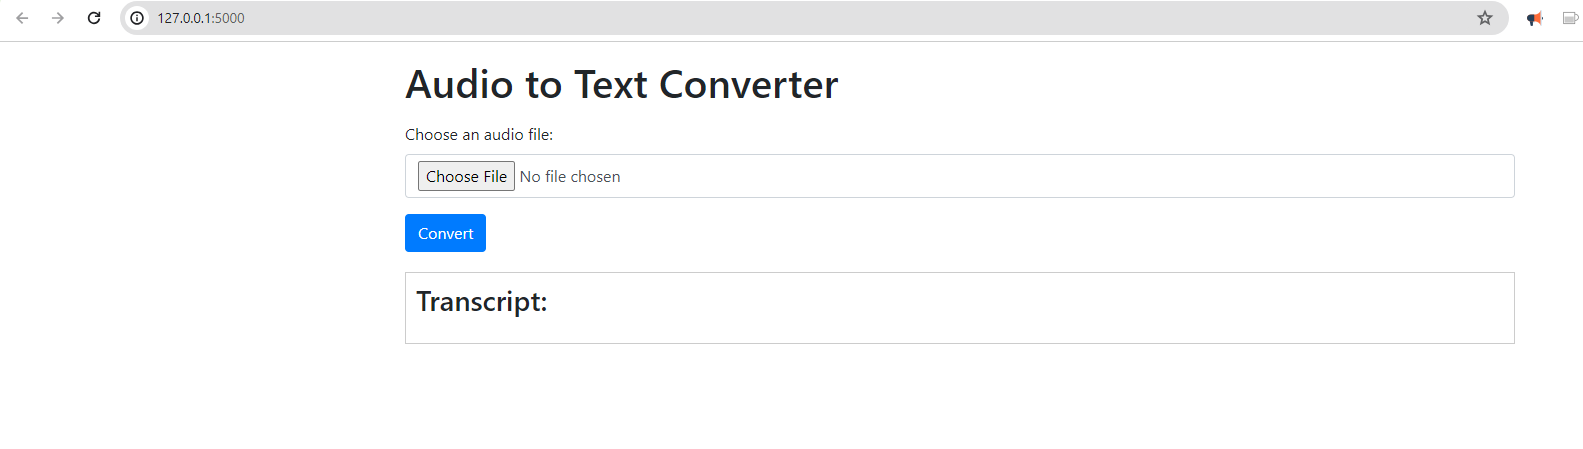 127.0.0.1:5000
Audio to Text Converter
Choose an audio file:
Choose File No file chosen
Convert
Transcript: